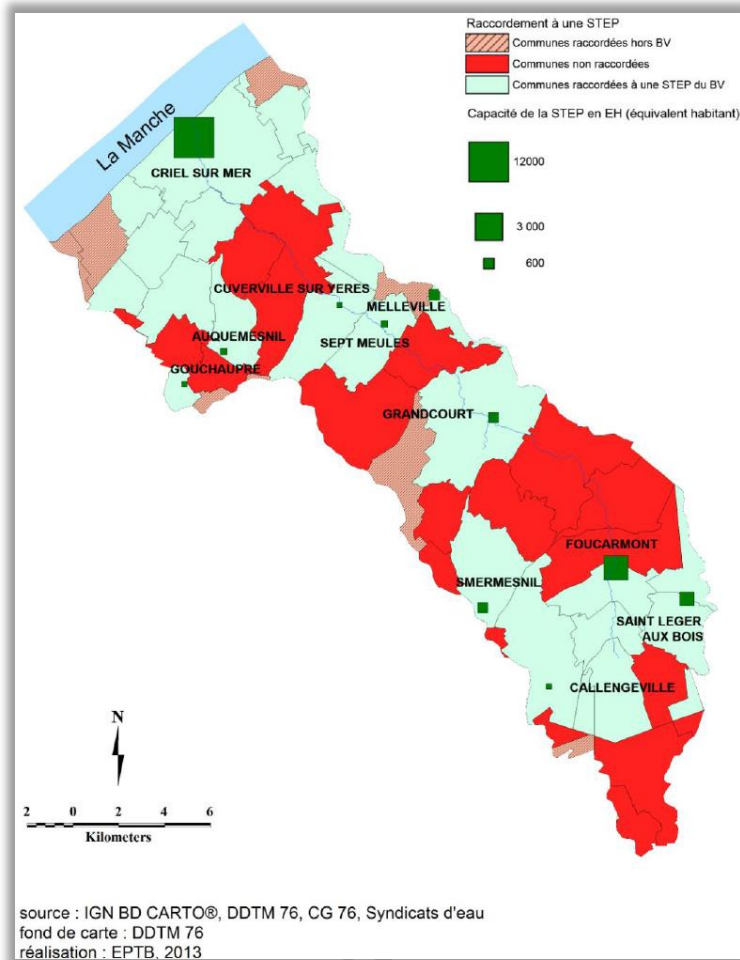 Raccordement à une STEP
Communes raccordées hors BV
Communes non raccordées
Communes raccordées à une STEP du BV
Capacité de la STEP en EH (équivalent habitant)
12000
3 000
600
La Manche
CRIEL SUR MER
CUVERVILLE SUR YERES
MELLEVILLE
AUQUEMESNIL
SEPT MEULES
GOUCHAUPRE
GRANDCOURT
FOUCARMONT
SMERMESNIL
SAINT LEGER
AUX BOIS
CALLENGEVILLE
N
2 0 2 4 6
Kilometers
source : IGN BD CARTO®, DDTM 76, CG 76, Syndicats d'eau
fond de carte : DDTM 76
réalisation : EPTB, 2013